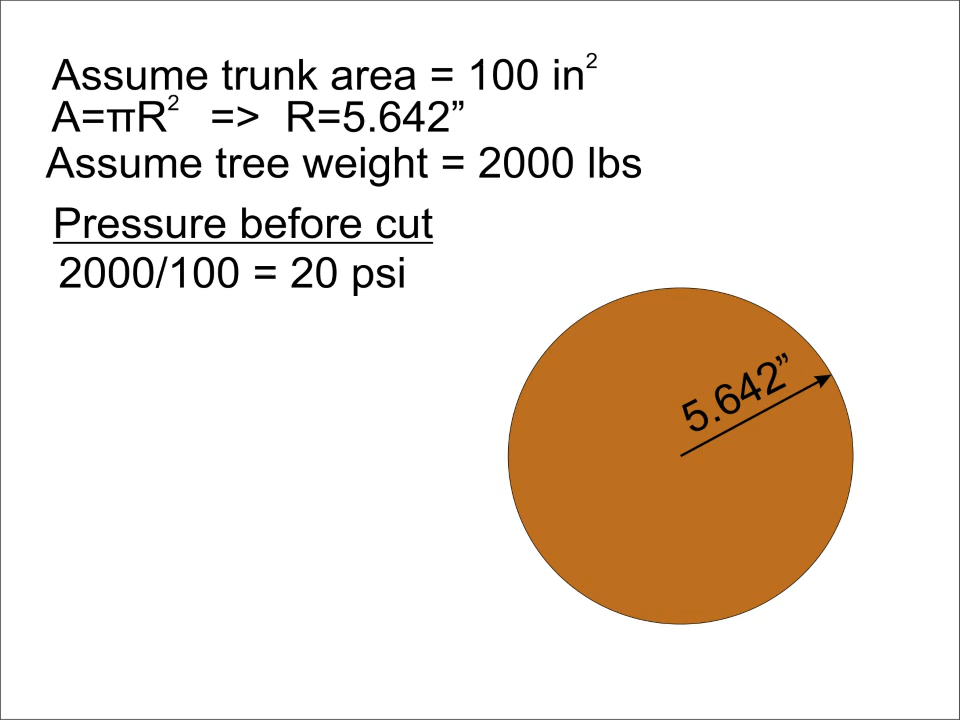 Assume trunk area = 100 in²
A=πR² => R=5.642”
Assume tree weight = 2000 lbs
Pressure before cut
2000/100 = 20 psi
5.642”